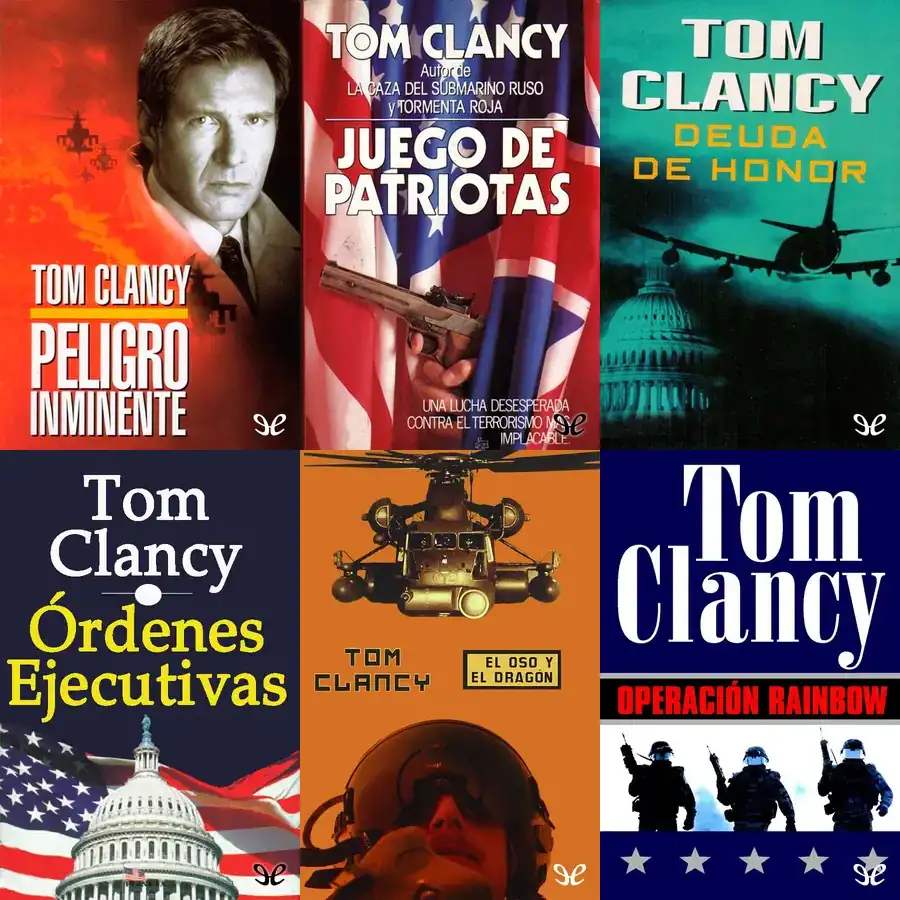 TOM CLANCY
PELIGRO
INMINENTE
TOM CLANCY
Autor de
LA CAZA DEL SUBMARINO RUSO
y TORMENTA ROJA
JUEGO DE
PATRIOTAS
UNA LUCHA DESESPERADA
CONTRA EL TERRORISMO
IMPLACABLE.
TOM
CLANCY
DEUDA
DE HONOR
Tom
Clancy
Órdenes
Ejecutivas
TOM
CLANCY
EL OSO Y
EL DRAGÓN
Tom
Clancy
OPERACIÓN RAINBOW